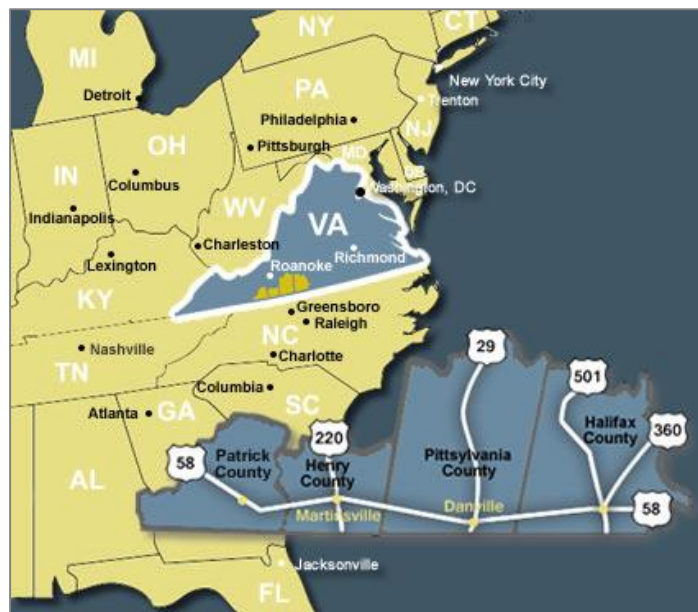 NY
CT
MI
New York City
PA
Detroit
Trenton
Philadelphia
NJ
OH
Pittsburgh
MD
IN
Columbus
DE
Washington, DC
WV
Indianapolis
VA
Charleston
Richmond
Lexington
Roanoke
KY
Greensboro
Raleigh
NC
Nashville
Charlotte
TN
29
501
Columbia
SC
Atlanta
GA
Halifax
County
360
220
Patrick
County
Pittsylvania
County
58
Henry
County
AL
Martinsville
Danville
58
Jacksonville
FL